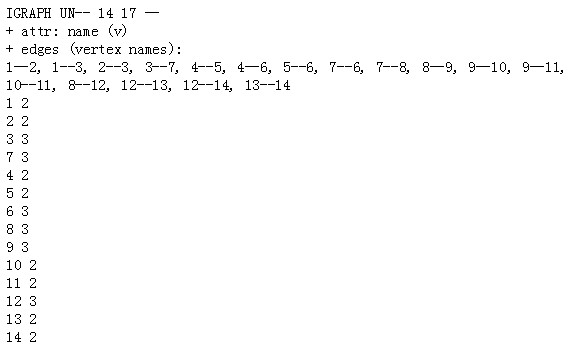 IGRAPH UN-- 14 17 --
+ attr: name (v)
+ edges (vertex names):
1--2, 1--3, 2--3, 3--7, 4--5, 4--6, 5--6, 7--6, 7--8, 8--9, 9--10, 9--11,
10--11, 8--12, 12--13, 12--14, 13--14
1 2
2 2
3 3
7 3
4 2
5 2
6 3
8 3
9 3
10 2
11 2
12 3
13 2
14 2